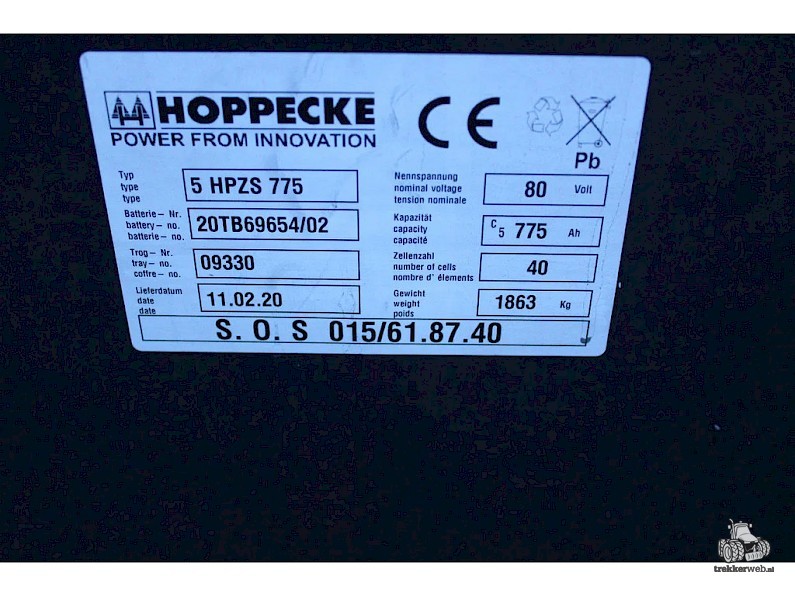 HOPPECKE
POWER FROM INNOVATION
CE
Pb
Typ
type
type
5 HPZS 775
Batterie- Nr.
battery- no.
batterie- no.
20TB69654/02
Trog- Nr.
tray- no.
coffre- no.
09330
Lieferdatum
date
date
11.02.20
Nennspannung
nominal voltage
tension nominale
80 Volt
Kapazität
capacity
capacité
C5 775 Ah
Zellenzahl
number of cells
nombre d' élements
40
Gewicht
weight
poids
1863 Kg
S. O. S 015/61.87.40
trekkerweb.nl